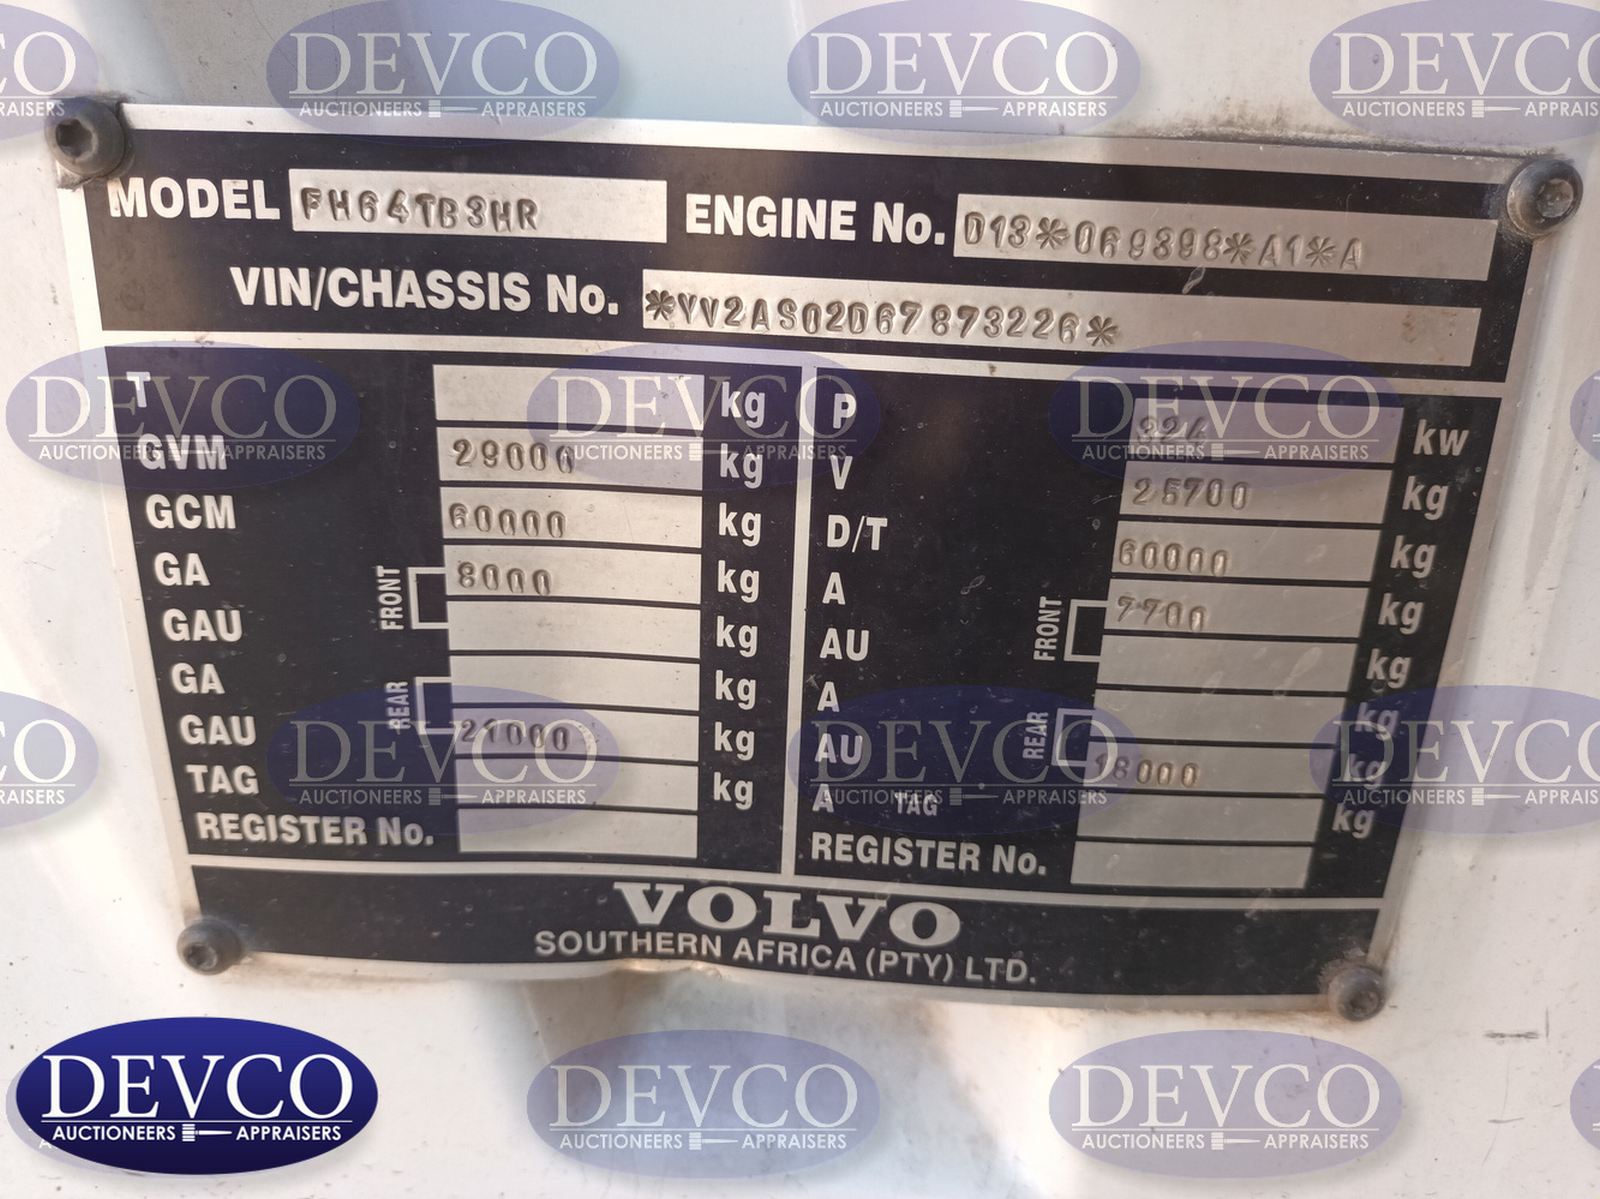 MODEL FH64TB3HR ENGINE No. D13*069398*A1*A
VIN/CHASSIS No. *YV2AS02D67873226*
T kg
GVM 29000 kg
GCM 60000 kg
GA FRONT 8000 kg
GAU kg
GA REAR kg
GAU 21000 kg
TAG kg
REGISTER No.
P 324 kw
V 25700 kg
D/T 60000 kg
A FRONT 7700 kg
AU kg
A REAR kg
AU 18000 kg
A TAG kg
REGISTER No.
VOLVO
SOUTHERN AFRICA (PTY) LTD.
DEVCO
AUCTIONEERS APPRAISERS